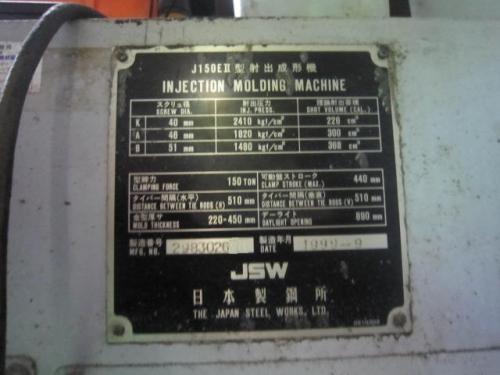 J150EⅡ型射出成形機
INJECTION MOLDING MACHINE
スクリュ径 射出圧力 理論射出容積
SCREW DIA. INJ. PRESS. SHOT VOLUME (CAL.)
K 40 mm 2410 kgf/cm² 226 cm³
A 46 mm 1820 kgf/cm² 300 cm³
B 51 mm 1480 kgf/cm² 368 cm³
型締力 150 TON 可動盤ストローク 440 mm
CLAMPING FORCE CLAMP STROKE (MAX.)
タイバー間隔(水平) 510 mm タイバー間隔(垂直) 510 mm
DISTANCE BETWEEN TIE RODS (H) DISTANCE BETWEEN TIE RODS (V)
金型厚サ 220-450 mm デーライト 890 mm
MOLD THICKNESS DAYLIGHT OPENING
製造番号 2983026 製造年月 1992-9
MFG. NO. DATE
JSW
日本製鋼所
THE JAPAN STEEL WORKS, LTD.